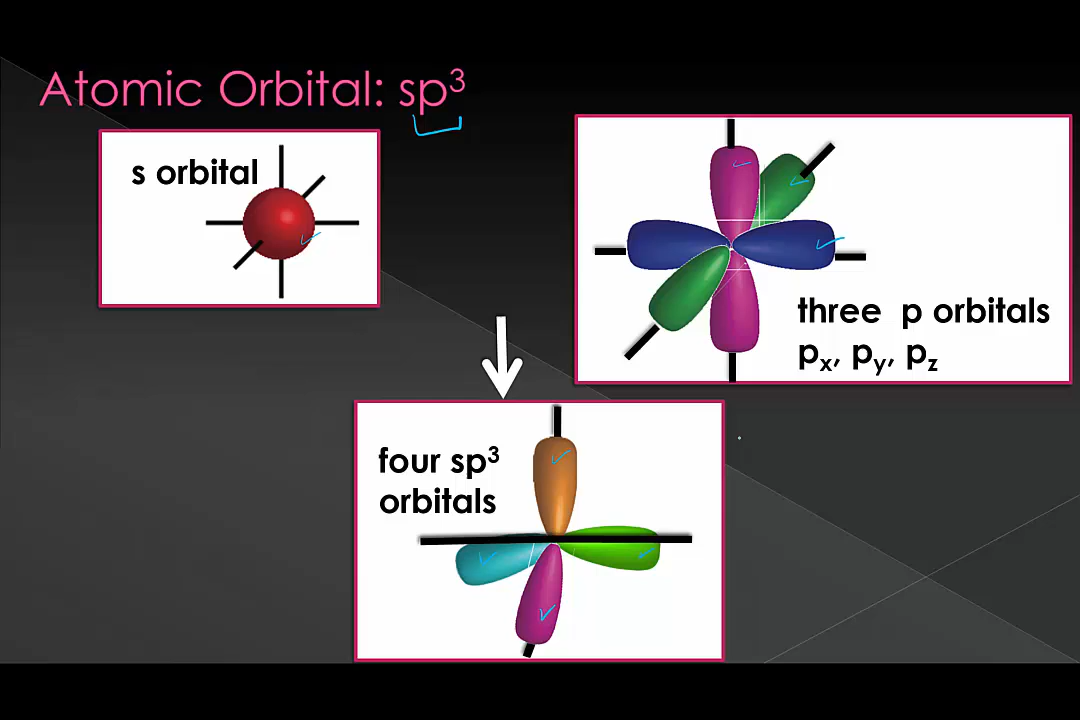 Atomic Orbital: sp³
s orbital
three p orbitals
pₓ, pᵧ, p_z
four sp³
orbitals